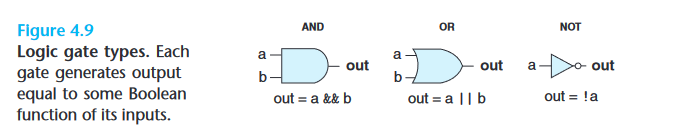 Figure 4.9
Logic gate types. Each
gate generates output
equal to some Boolean
function of its inputs.
AND
a
b
out
out = a && b
OR
a
b
out
out = a || b
NOT
a
out
out = !a